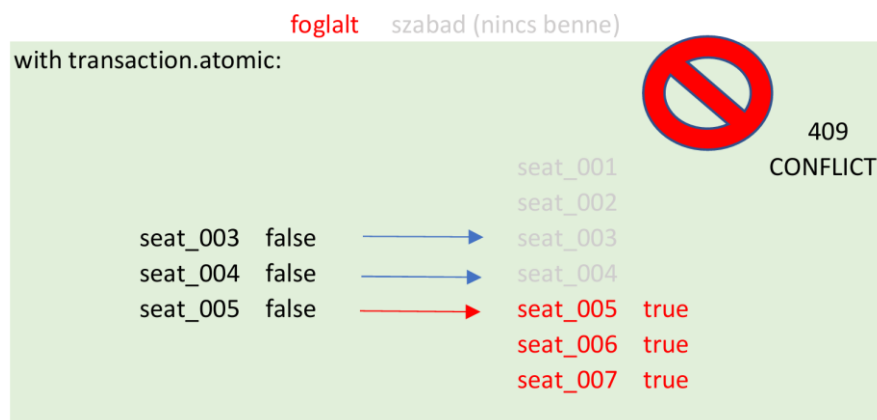 foglalt szabad (nincs benne)
with transaction.atomic:
409
CONFLICT
seat_001
seat_002
seat_003 false seat_003
seat_004 false seat_004
seat_005 false seat_005 true
seat_006 true
seat_007 true